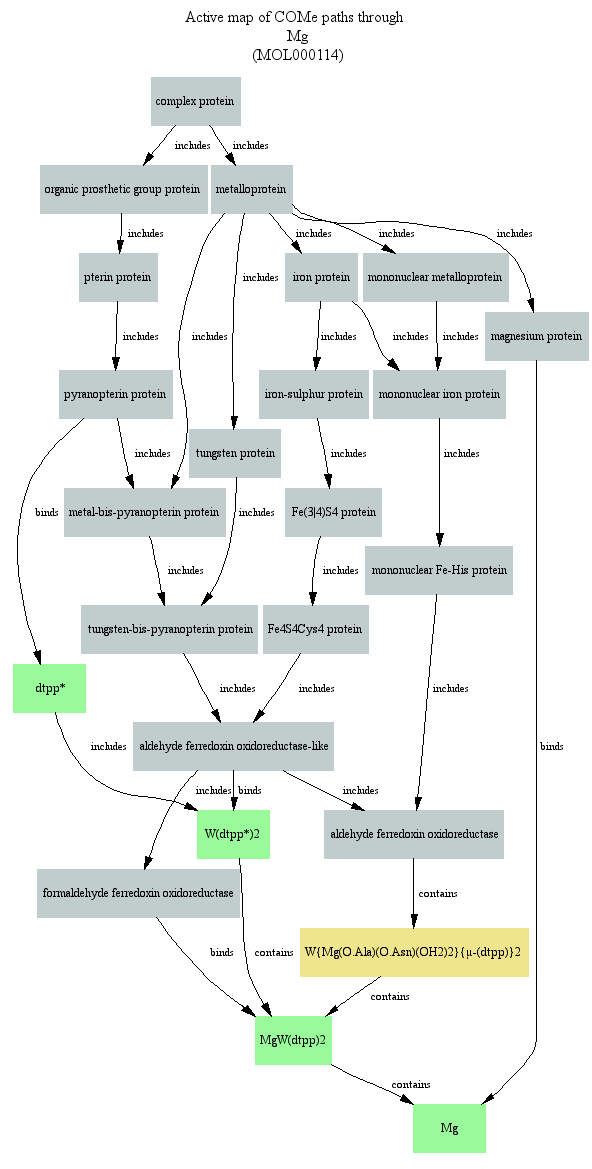 Active map of COMe paths through
Mg
(MOL000114)
complex protein
includes
includes
organic prosthetic group protein
metalloprotein
includes
includes
includes
includes
includes
pterin protein
iron protein
mononuclear metalloprotein
magnesium protein
includes
includes
includes
includes
includes
pyranopterin protein
iron-sulphur protein
mononuclear iron protein
tungsten protein
includes
includes
includes
binds
metal-bis-pyranopterin protein
includes
Fe(3|4)S4 protein
mononuclear Fe-His protein
includes
includes
tungsten-bis-pyranopterin protein
Fe4S4Cys4 protein
dtpp*
includes
includes
includes
includes
aldehyde ferredoxin oxidoreductase-like
binds
includes
binds
includes
W(dtpp*)2
aldehyde ferredoxin oxidoreductase
formaldehyde ferredoxin oxidoreductase
contains
binds
contains
W{Mg(O.Ala)(O.Asn)(OH2)2}{μ-(dtpp)}2
contains
MgW(dtpp)2
contains
Mg